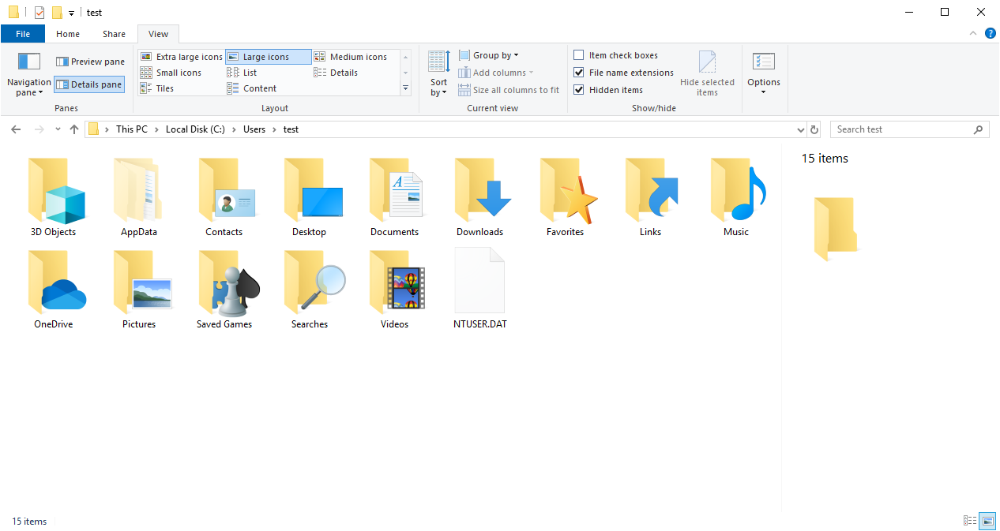 test
File Home Share View
Extra large icons Large icons Medium icons
Preview pane
Small icons List Details
Navigation pane
Details pane
Tiles Content
Panes
Layout
Sort by
Group by
Add columns
Size all columns to fit
Current view
Item check boxes
File name extensions
Hidden items
Hide selected items
Show/hide
Options
This PC > Local Disk (C:) > Users > test
Search test
15 items
3D Objects AppData Contacts Desktop Documents Downloads Favorites Links Music
OneDrive Pictures Saved Games Searches Videos NTUSER.DAT
15 items